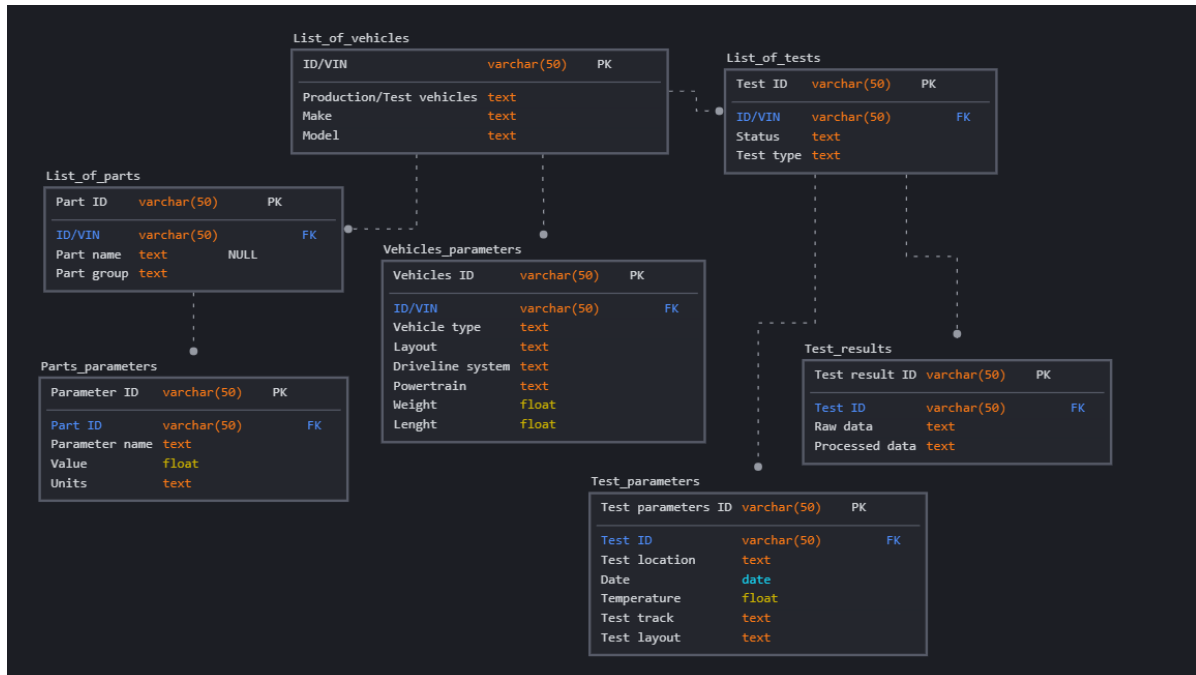 List_of_vehicles
ID/VIN varchar(50) PK
Production/Test vehicles text
Make text
Model text
List_of_tests
Test ID varchar(50) PK
ID/VIN varchar(50) FK
Status text
Test type text
List_of_parts
Part ID varchar(50) PK
ID/VIN varchar(50) FK
Part name text NULL
Part group text
Vehicles_parameters
Vehicles ID varchar(50) PK
ID/VIN varchar(50) FK
Vehicle type text
Layout text
Driveline system text
Powertrain text
Weight float
Lenght float
Parts_parameters
Parameter ID varchar(50) PK
Part ID varchar(50) FK
Parameter name text
Value float
Units text
Test_results
Test result ID varchar(50) PK
Test ID varchar(50) FK
Raw data text
Processed data text
Test_parameters
Test parameters ID varchar(50) PK
Test ID varchar(50) FK
Test location text
Date date
Temperature float
Test track text
Test layout text